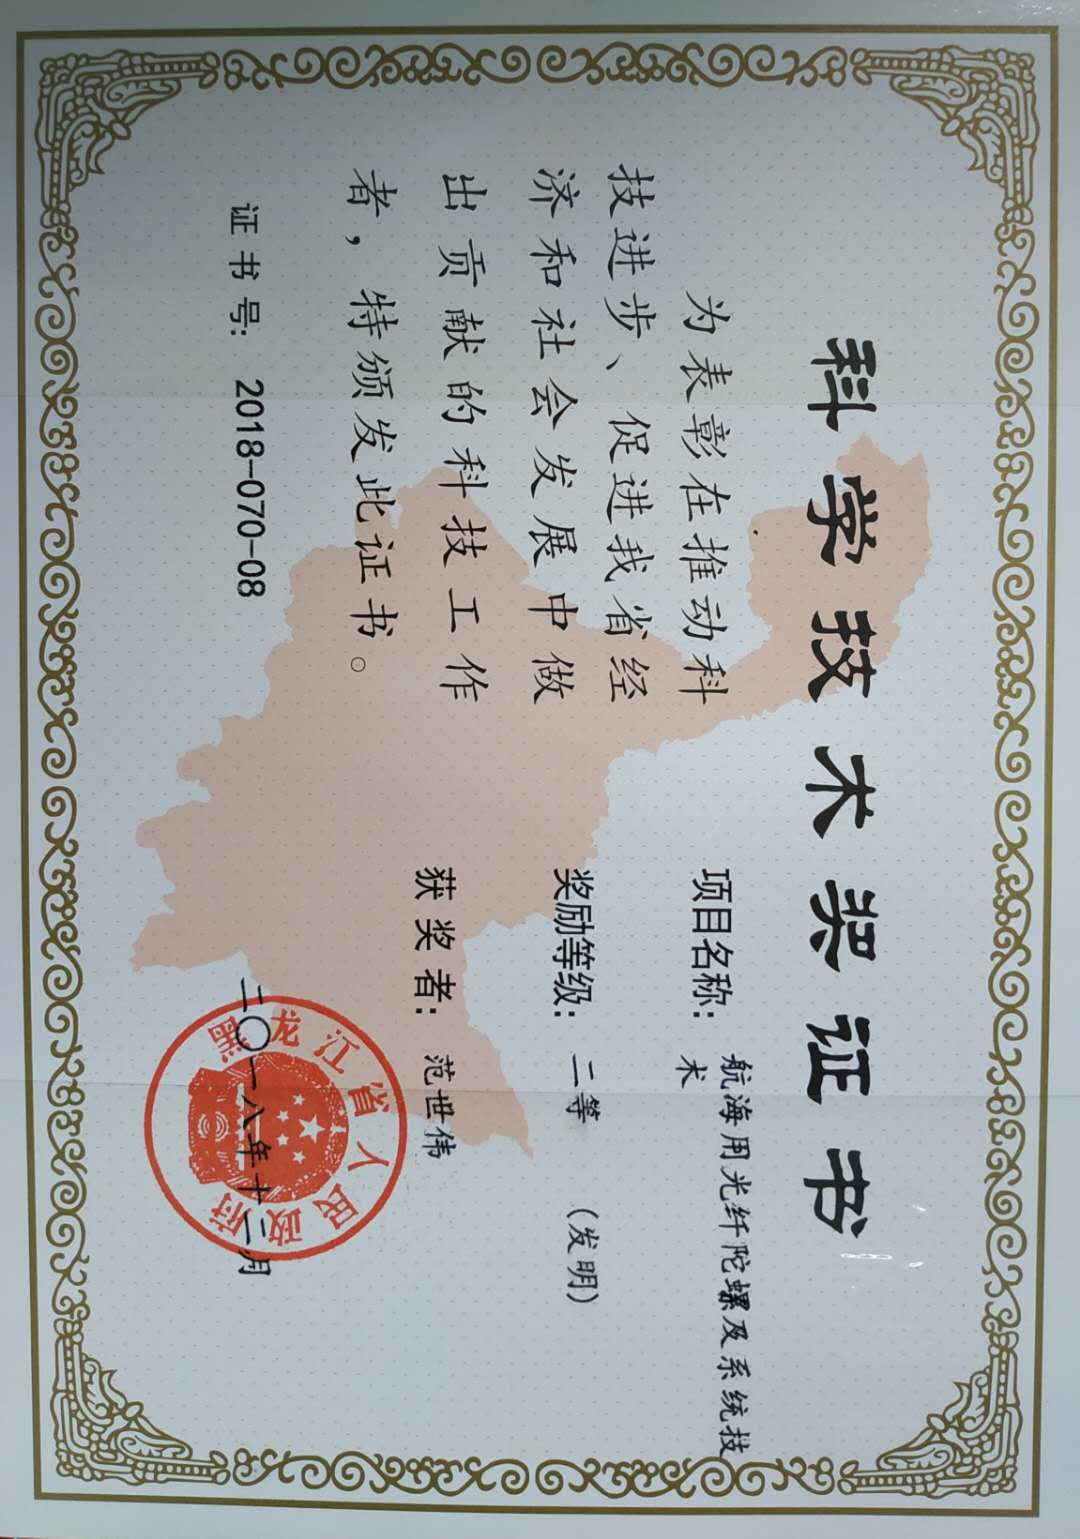 科学技术奖证书
为表彰在推动科
技进步、促进我省经
济和社会发展中做
出贡献的科技工作
者，特颁发此证书。
证书号: 2018-070-08
项目名称: 航海用光纤陀螺及系统技
术
奖励等级: 二等 (发明)
获奖者: 范世伟
黑龙江省人民政府
二〇一八年十二月